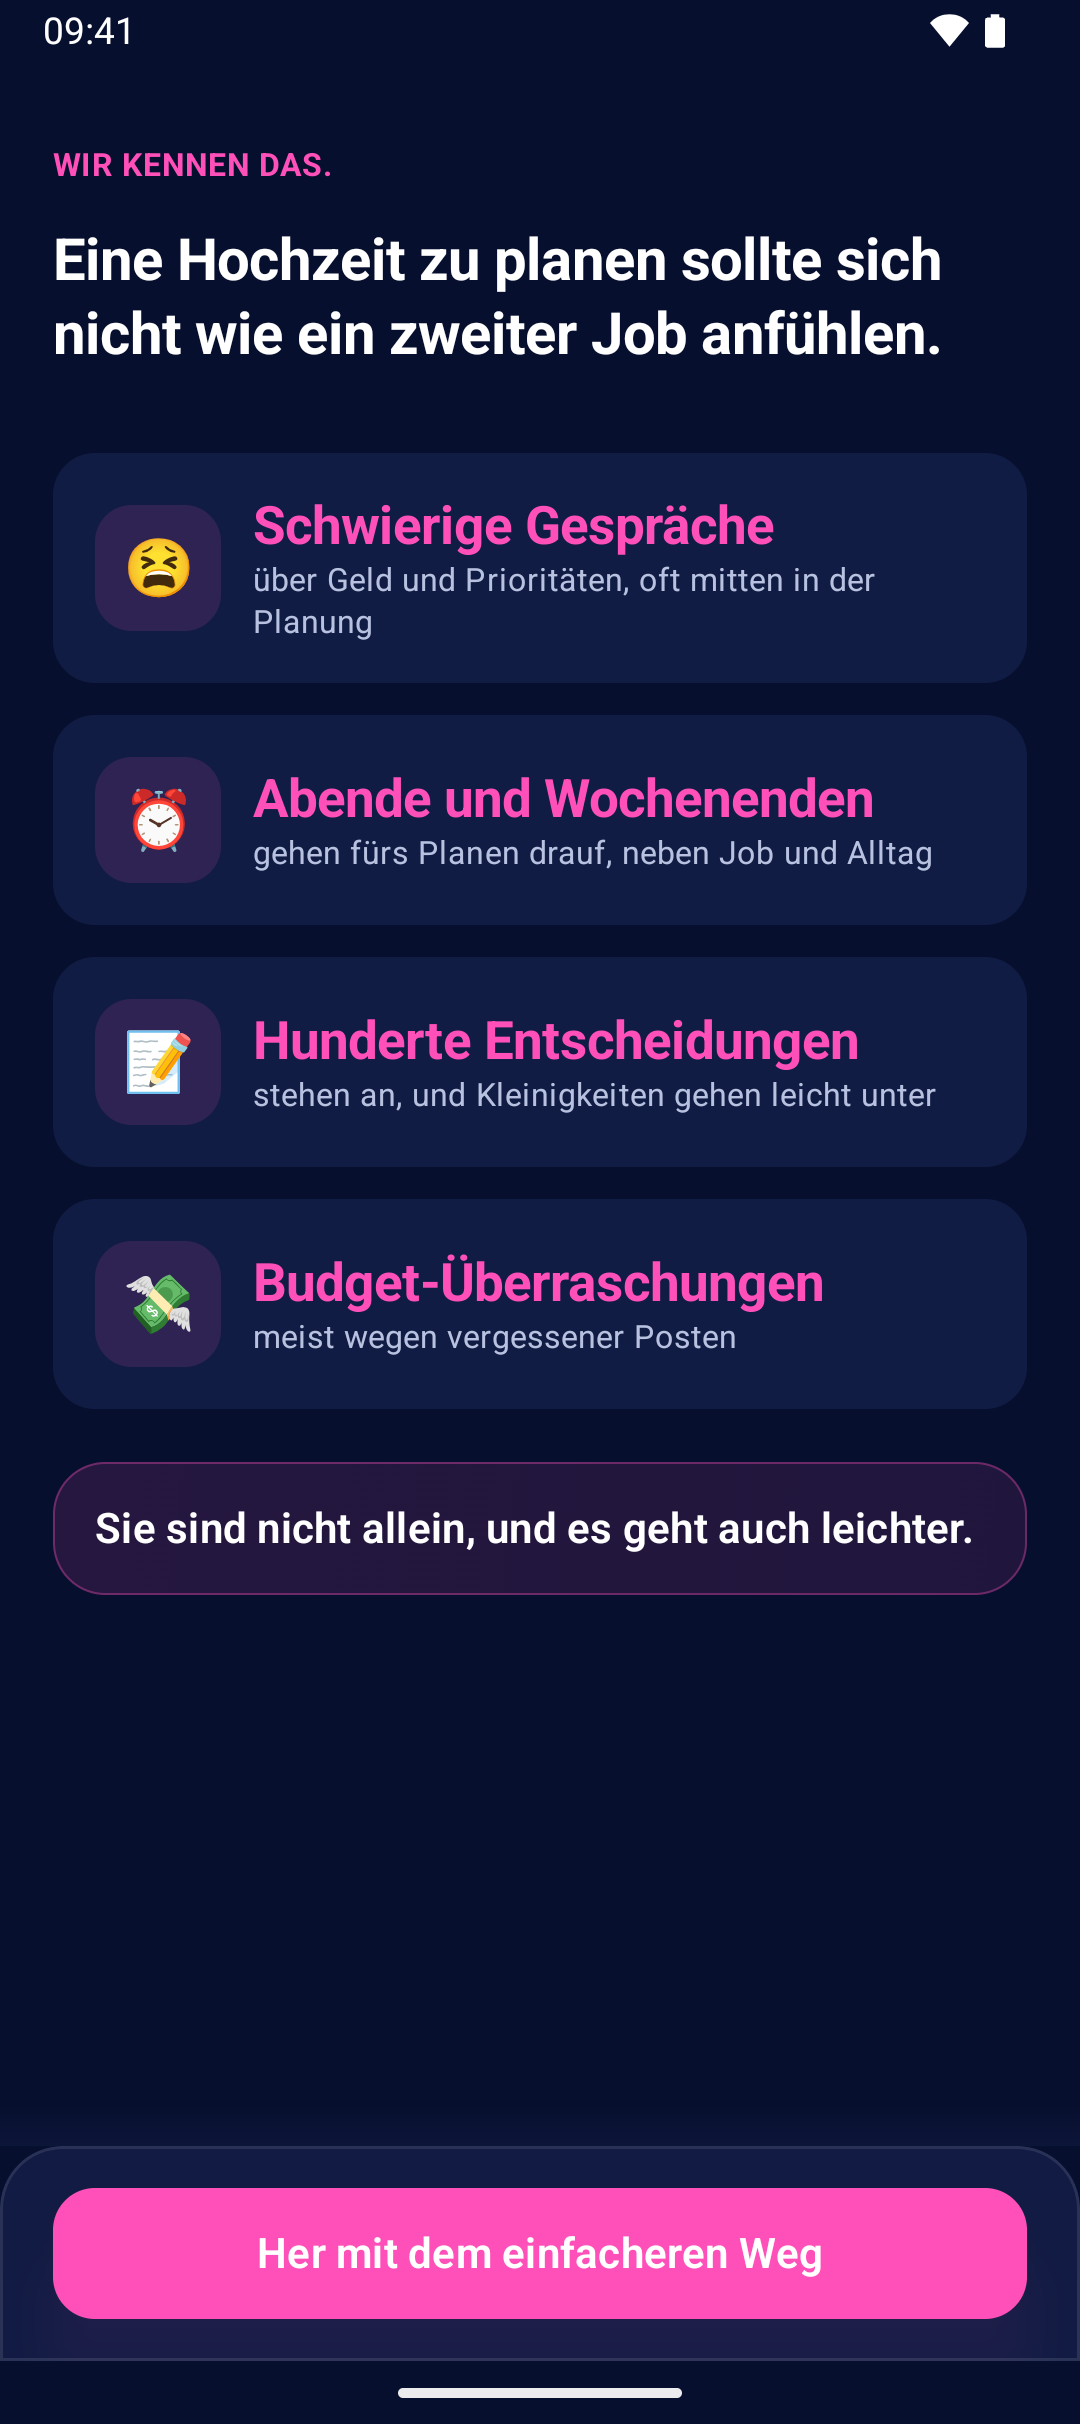 09:41
WIR KENNEN DAS.
Eine Hochzeit zu planen sollte sich
nicht wie ein zweiter Job anfühlen.
Schwierige Gespräche
über Geld und Prioritäten, oft mitten in der
Planung
Abende und Wochenenden
gehen fürs Planen drauf, neben Job und Alltag
Hunderte Entscheidungen
stehen an, und Kleinigkeiten gehen leicht unter
Budget-Überraschungen
meist wegen vergessener Posten
Sie sind nicht allein, und es geht auch leichter.
Her mit dem einfacheren Weg